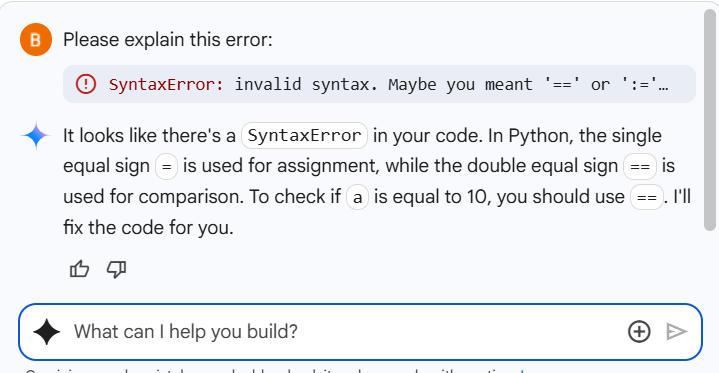 B Please explain this error:
SyntaxError: invalid syntax. Maybe you meant '==' or ':='…
It looks like there's a SyntaxError in your code. In Python, the single
equal sign = is used for assignment, while the double equal sign == is
used for comparison. To check if a is equal to 10, you should use ==. I'll
fix the code for you.
What can I help you build?